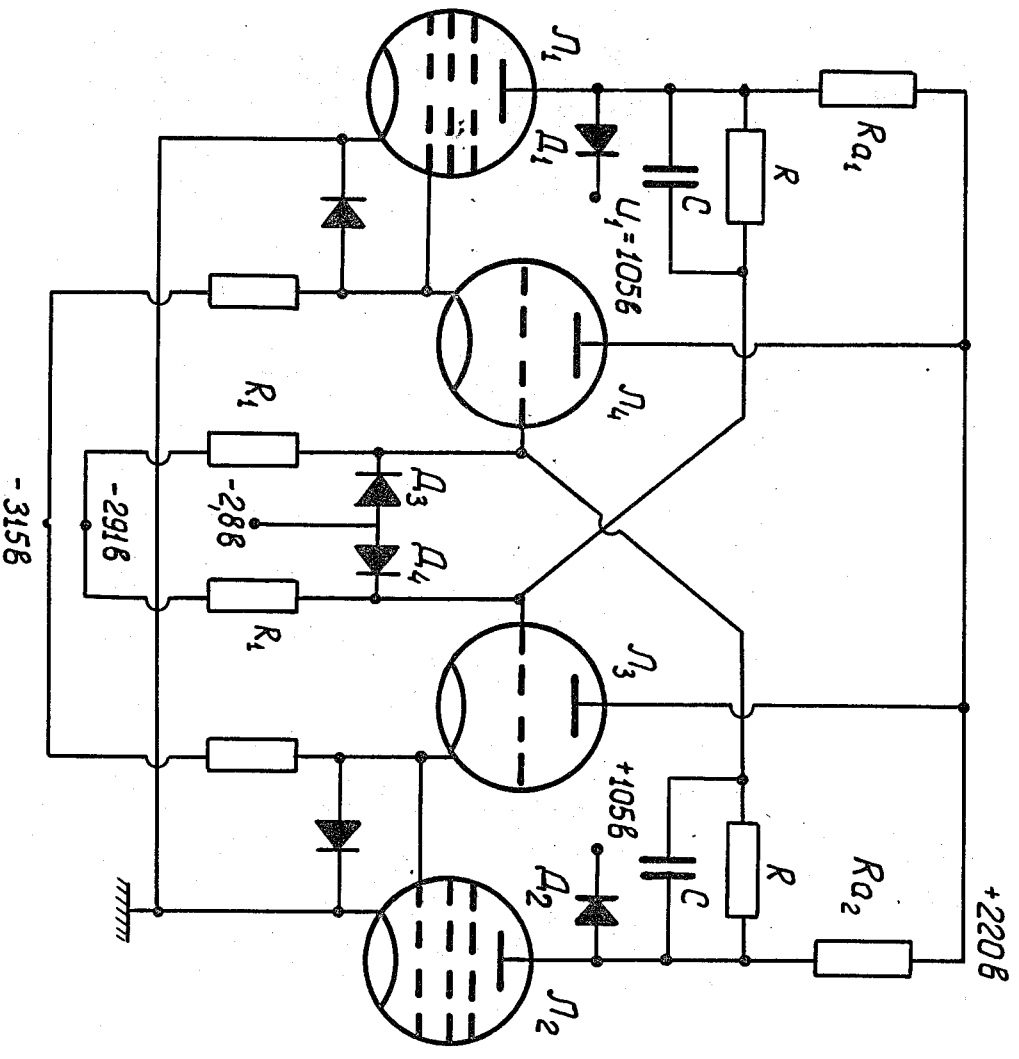 +220В
Ra₁
Ra₂
R
R
C
C
U₁=105В
Л₄
Л₃
+105В
Л₁
Д₁
Д₂
Л₂
Д₃
Д₄
R₁
-2,8В
R₁
-291В
-315В